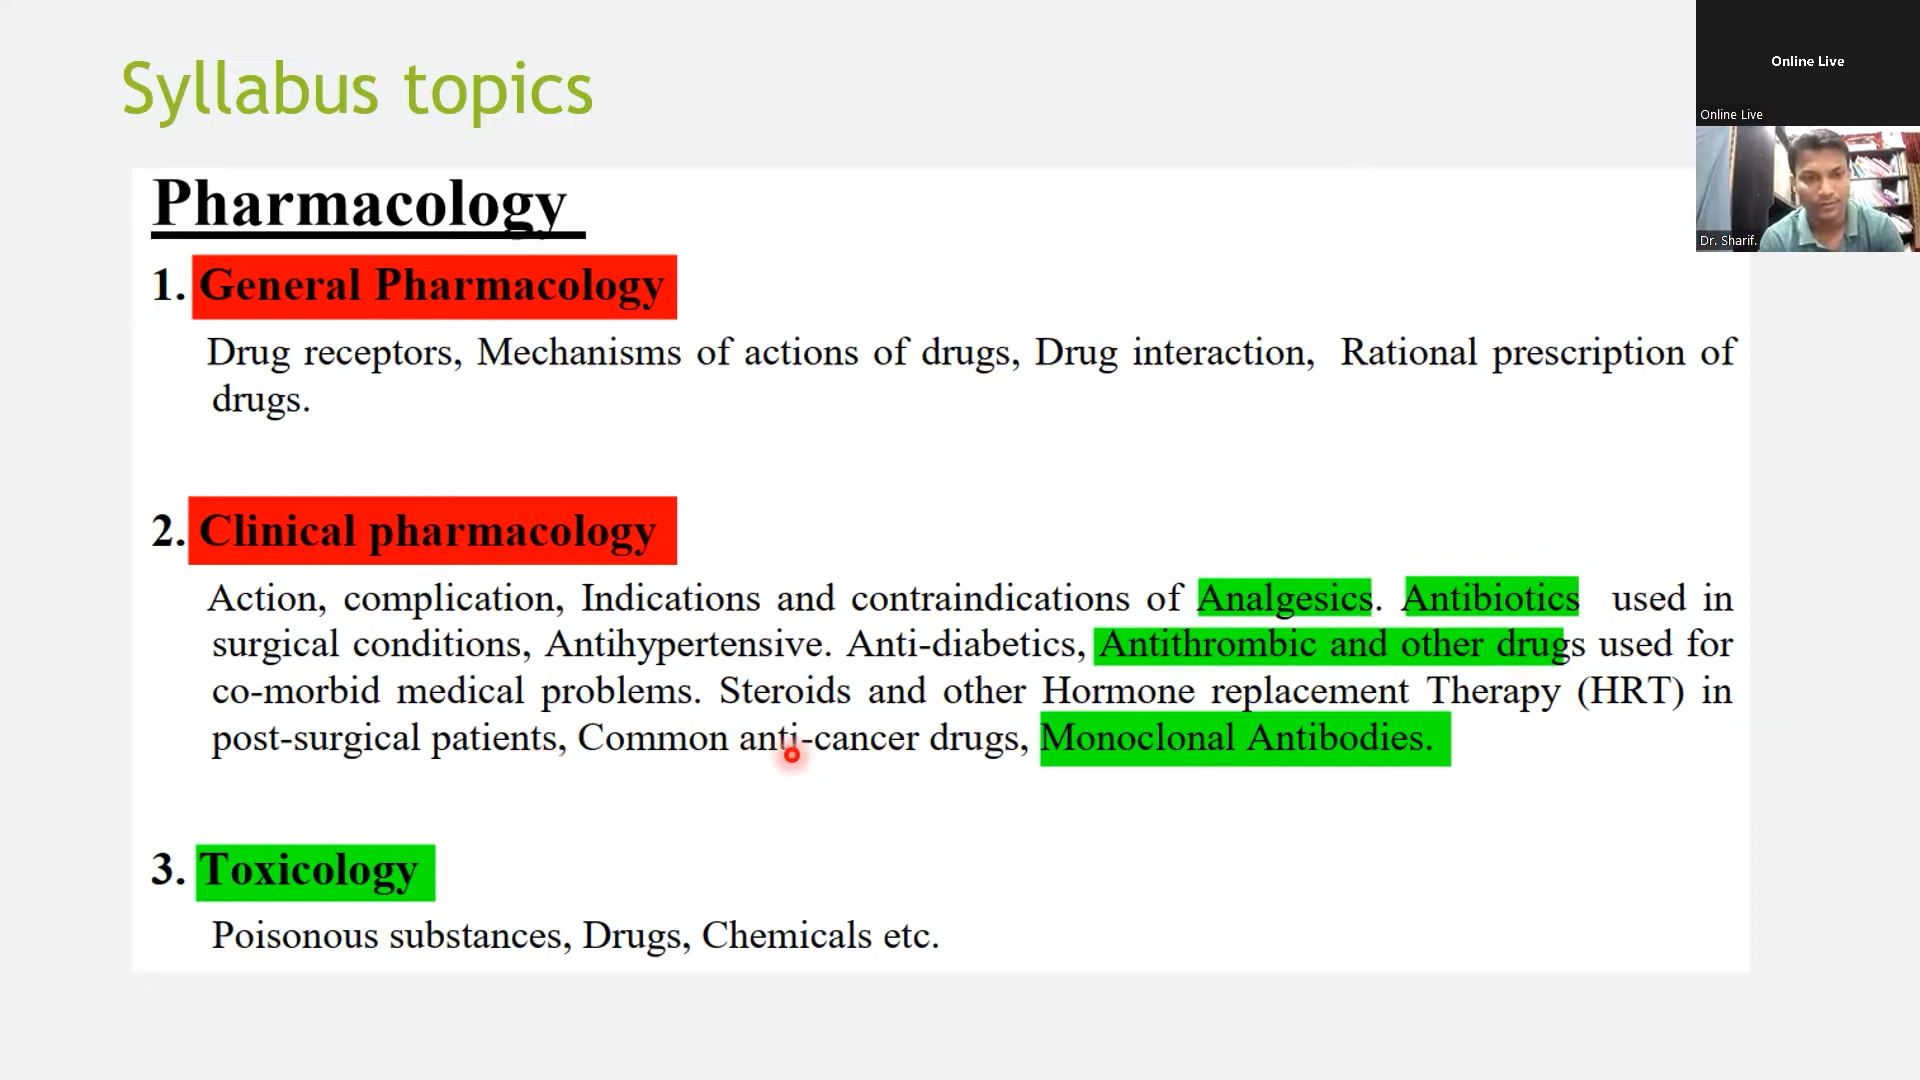 Syllabus topics
Online Live
Online Live
Dr. Sharif.
Pharmacology
1. General Pharmacology
Drug receptors, Mechanisms of actions of drugs, Drug interaction, Rational prescription of
drugs.
2. Clinical pharmacology
Action, complication, Indications and contraindications of Analgesics. Antibiotics used in
surgical conditions, Antihypertensive. Anti-diabetics, Antithrombic and other drugs used for
co-morbid medical problems. Steroids and other Hormone replacement Therapy (HRT) in
post-surgical patients, Common anti-cancer drugs, Monoclonal Antibodies.
3. Toxicology
Poisonous substances, Drugs, Chemicals etc.